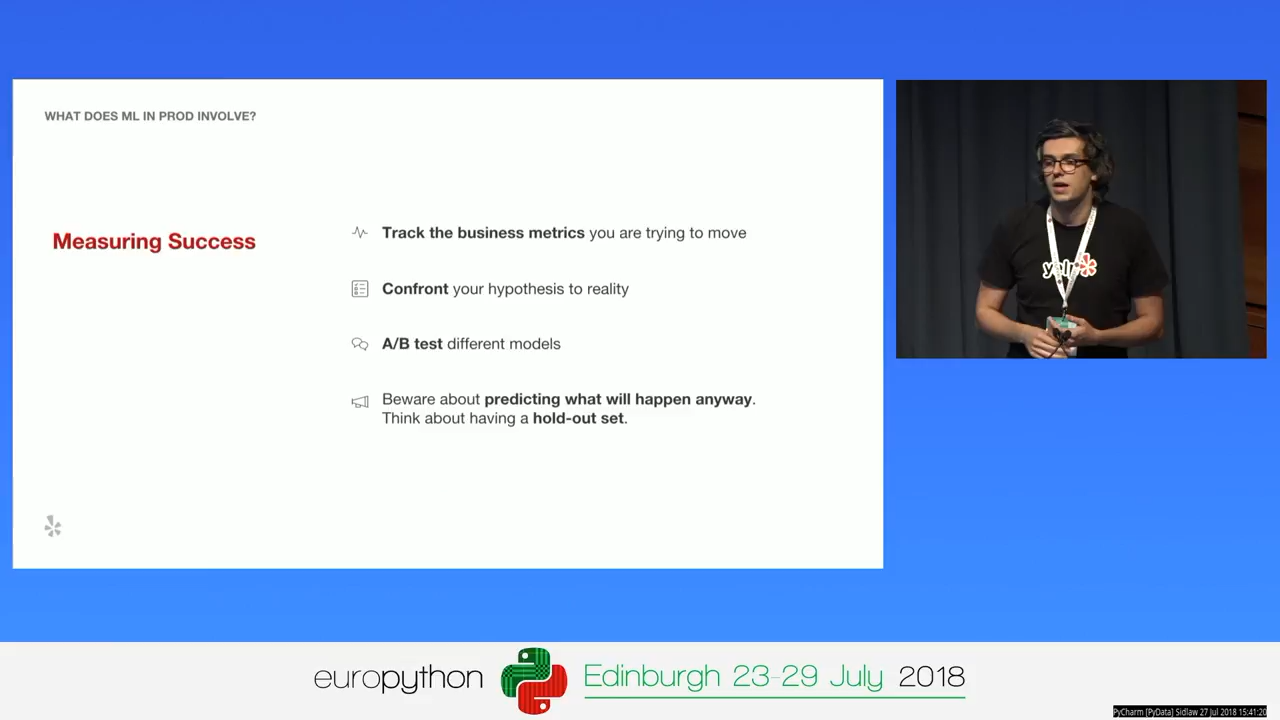 WHAT DOES ML IN PROD INVOLVE?
Measuring Success
Track the business metrics you are trying to move
Confront your hypothesis to reality
A/B test different models
Beware about predicting what will happen anyway.
Think about having a hold-out set.
yelp
europython Edinburgh 23-29 July 2018
PyCharm [PyData] Sidlaw 27 Jul 2018 15:41:20